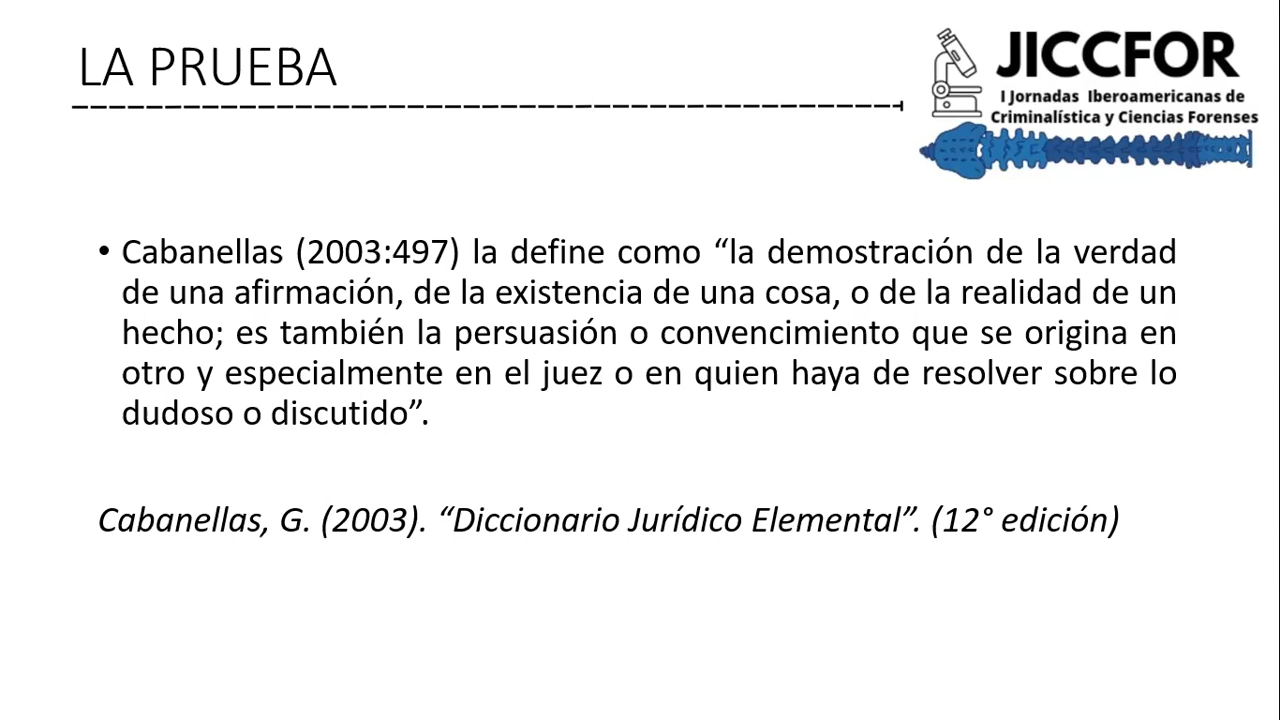 LA PRUEBA
JICCFOR
I Jornadas Iberoamericanas de
Criminalística y Ciencias Forenses
• Cabanellas (2003:497) la define como “la demostración de la verdad
de una afirmación, de la existencia de una cosa, o de la realidad de un
hecho; es también la persuasión o convencimiento que se origina en
otro y especialmente en el juez o en quien haya de resolver sobre lo
dudoso o discutido”.
Cabanellas, G. (2003). “Diccionario Jurídico Elemental”. (12° edición)